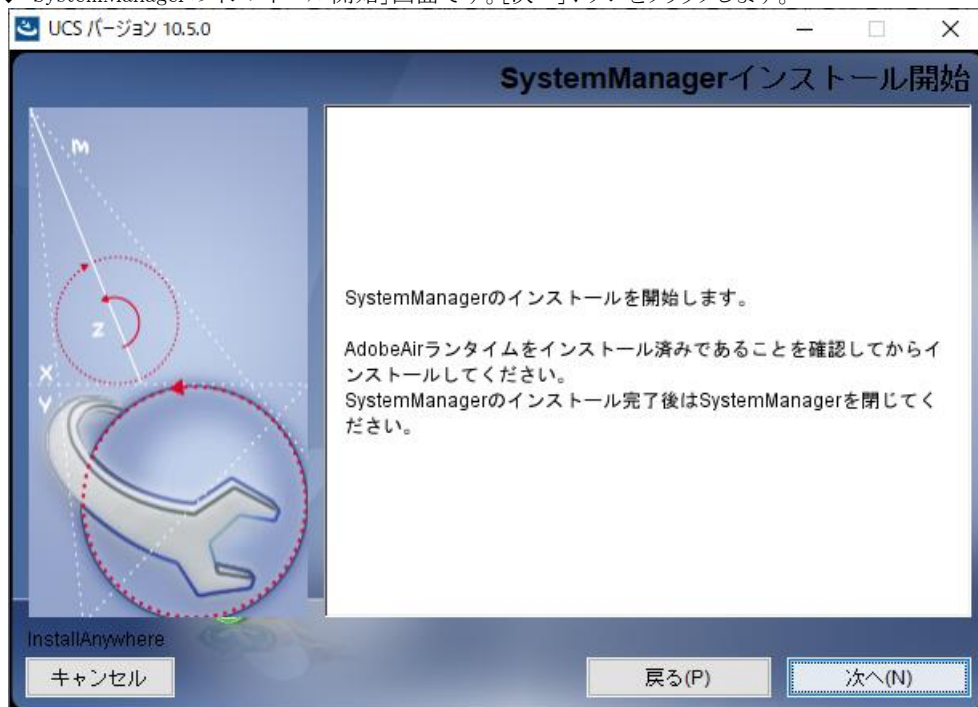 UCS バージョン 10.5.0
SystemManagerインストール開始
M
Z
X
Y
SystemManagerのインストールを開始します。
AdobeAirランタイムをインストール済みであることを確認してからイ
ンストールしてください。
SystemManagerのインストール完了後はSystemManagerを閉じてく
ださい。
InstallAnywhere
キャンセル
戻る(P)
次へ(N)